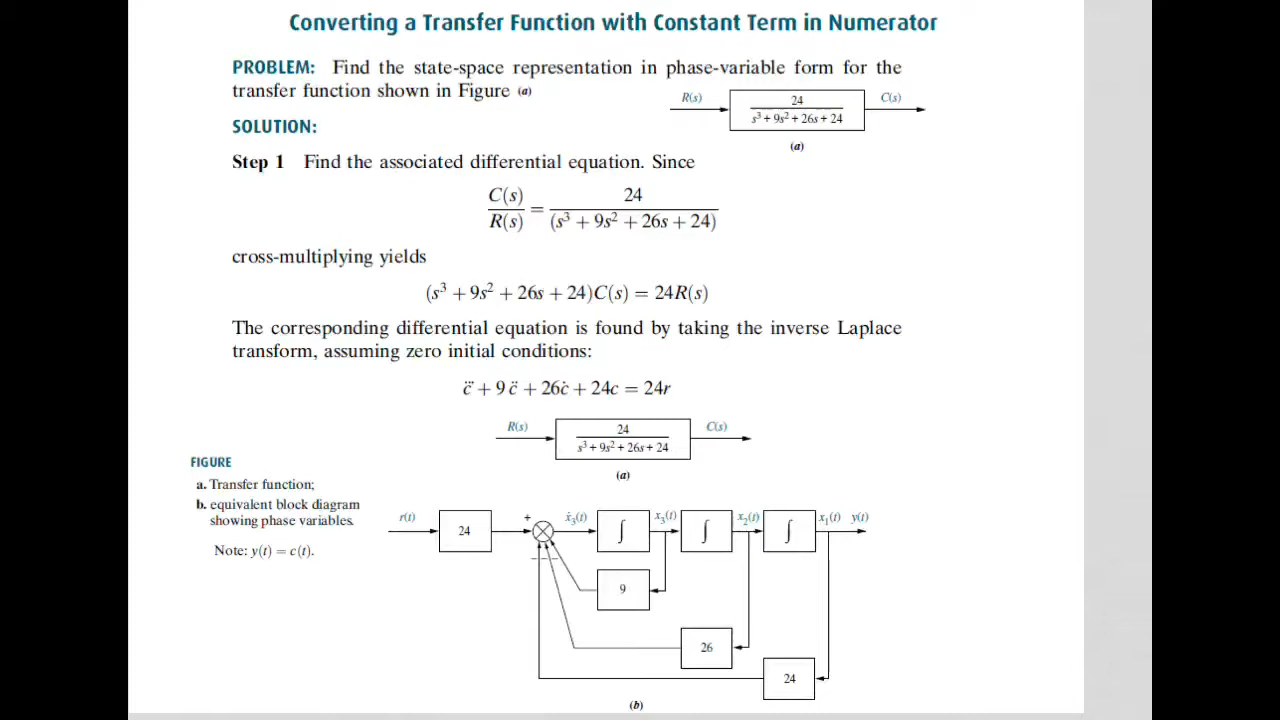 Converting a Transfer Function with Constant Term in Numerator
PROBLEM: Find the state-space representation in phase-variable form for the
transfer function shown in Figure (a)
R(s) 24 / s³ + 9s² + 26s + 24 C(s)
(a)
SOLUTION:
Step 1 Find the associated differential equation. Since
C(s)/R(s) = 24/(s³ + 9s² + 26s + 24)
cross-multiplying yields
(s³ + 9s² + 26s + 24)C(s) = 24R(s)
The corresponding differential equation is found by taking the inverse Laplace
transform, assuming zero initial conditions:
c⃛ + 9c̈ + 26ċ + 24c = 24r
R(s) 24 / s³ + 9s² + 26s + 24 C(s)
(a)
FIGURE
a. Transfer function;
b. equivalent block diagram
showing phase variables.
Note: y(t) = c(t).
r(t) 24 + ẋ₃(t) ∫ x₃(t) ∫ x₂(t) ∫ x₁(t) y(t)
− − −
9
26
24
(b)